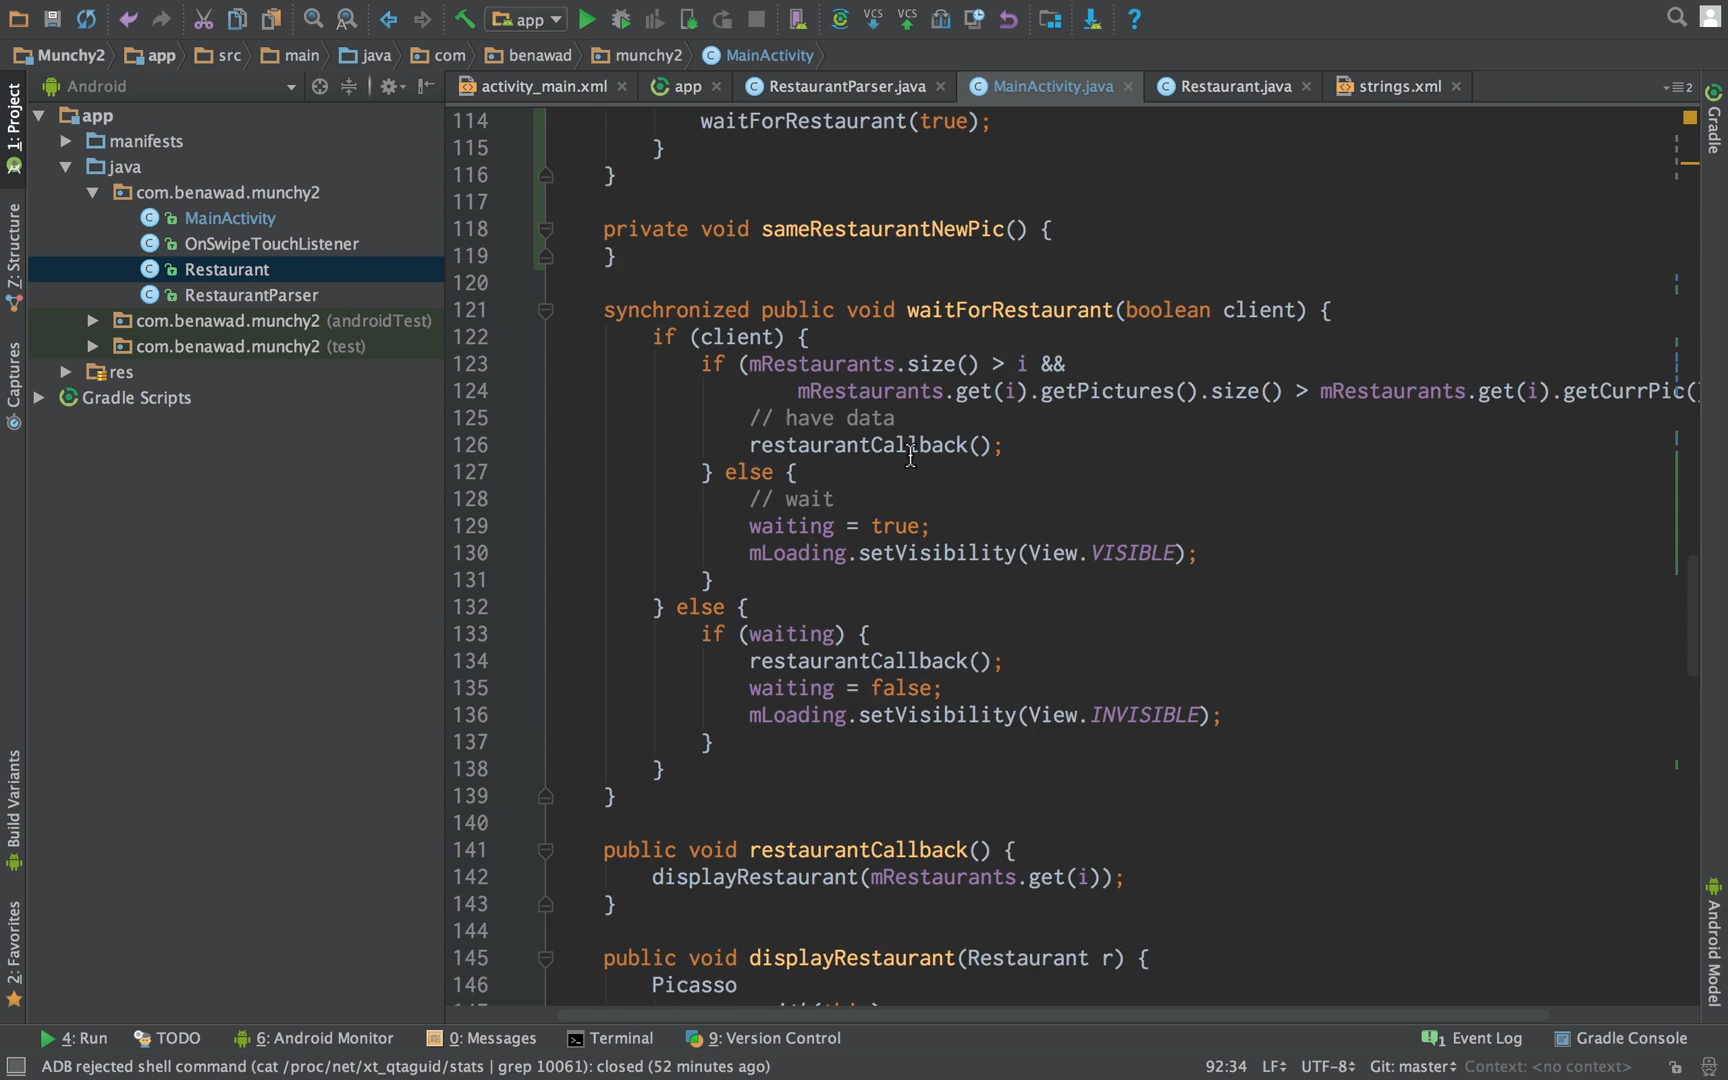 app
Munchy2 app src main java com benawad munchy2 MainActivity
Android
activity_main.xml app RestaurantParser.java MainActivity.java Restaurant.java strings.xml
2
1: Project
Z: Structure
Captures
Build Variants
2: Favorites
app
manifests
java
com.benawad.munchy2
MainActivity
OnSwipeTouchListener
Restaurant
RestaurantParser
com.benawad.munchy2 (androidTest)
com.benawad.munchy2 (test)
res
Gradle Scripts
114 waitForRestaurant(true);
115 }
116 }
117
118 private void sameRestaurantNewPic() {
119 }
120
121 synchronized public void waitForRestaurant(boolean client) {
122 if (client) {
123 if (mRestaurants.size() > i &&
124 mRestaurants.get(i).getPictures().size() > mRestaurants.get(i).getCurrPic()
125 // have data
126 restaurantCallback();
127 } else {
128 // wait
129 waiting = true;
130 mLoading.setVisibility(View.VISIBLE);
131 }
132 } else {
133 if (waiting) {
134 restaurantCallback();
135 waiting = false;
136 mLoading.setVisibility(View.INVISIBLE);
137 }
138 }
139 }
140
141 public void restaurantCallback() {
142 displayRestaurant(mRestaurants.get(i));
143 }
144
145 public void displayRestaurant(Restaurant r) {
146 Picasso
Gradle
Android Model
4: Run TODO 6: Android Monitor 0: Messages Terminal 9: Version Control 1 Event Log Gradle Console
ADB rejected shell command (cat /proc/net/xt_qtaguid/stats | grep 10061): closed (52 minutes ago) 92:34 LF UTF-8 Git: master Context: <no context>